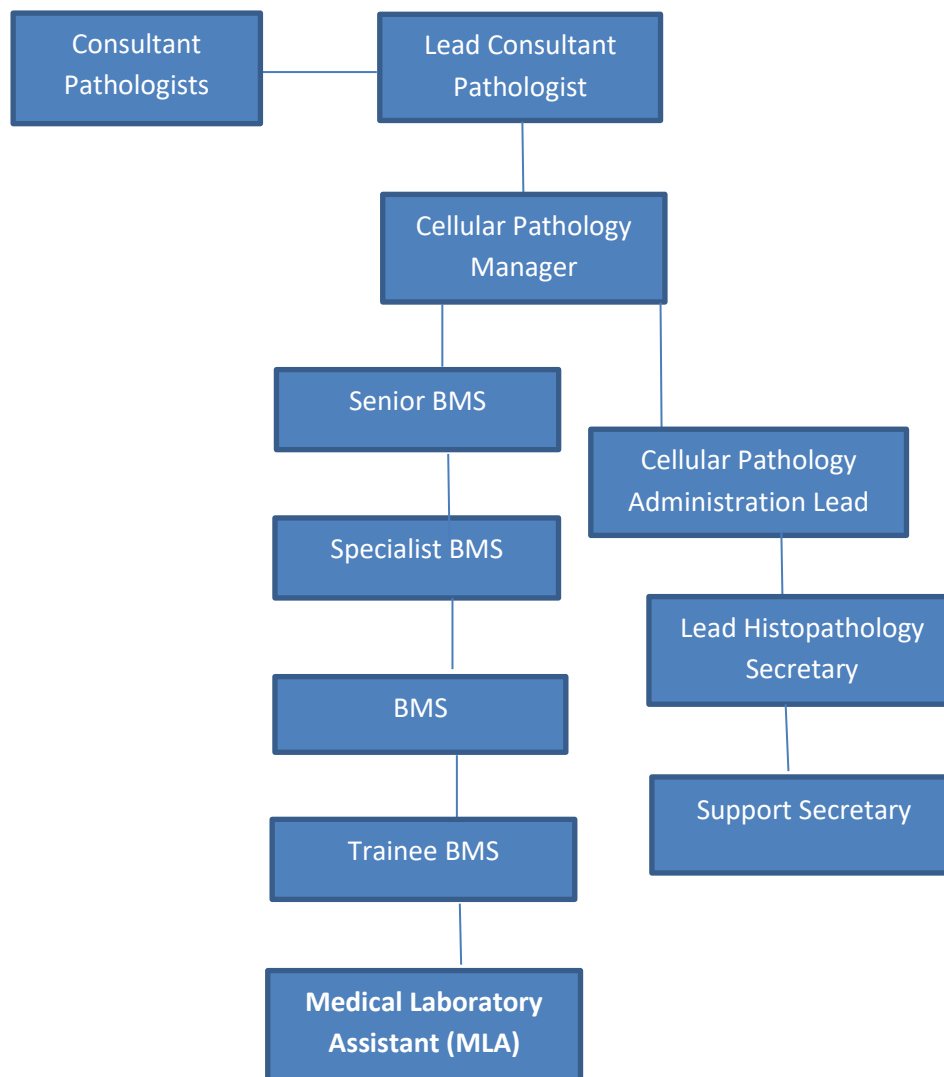 Consultant
Pathologists
Lead Consultant
Pathologist
Cellular Pathology
Manager
Senior BMS
Cellular Pathology
Administration Lead
Specialist BMS
Lead Histopathology
Secretary
BMS
Support Secretary
Trainee BMS
Medical Laboratory
Assistant (MLA)